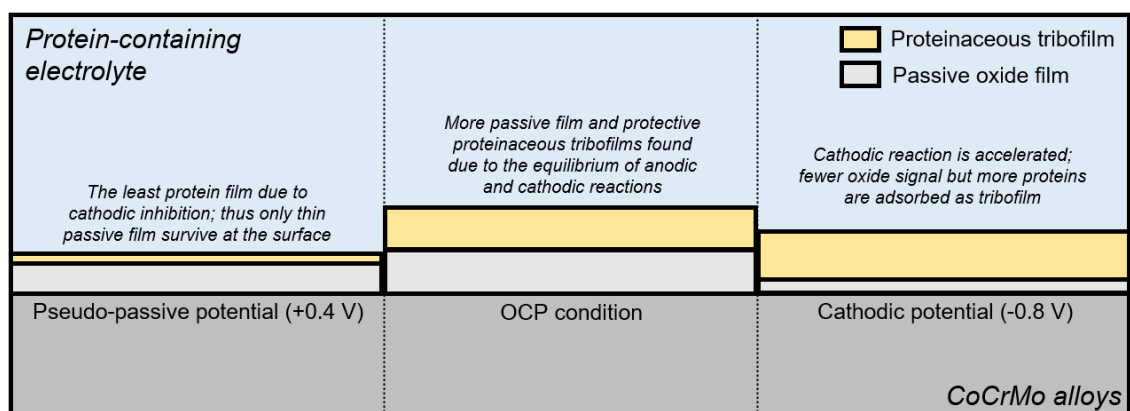 Protein-containing
electrolyte
Proteinaceous tribofilm
Passive oxide film
The least protein film due to
cathodic inhibition; thus only thin
passive film survive at the surface
More passive film and protective
proteinaceous tribofilms found
due to the equilibrium of anodic
and cathodic reactions
Cathodic reaction is accelerated;
fewer oxide signal but more proteins
are adsorbed as tribofilm
Pseudo-passive potential (+0.4 V)
OCP condition
Cathodic potential (-0.8 V)
CoCrMo alloys